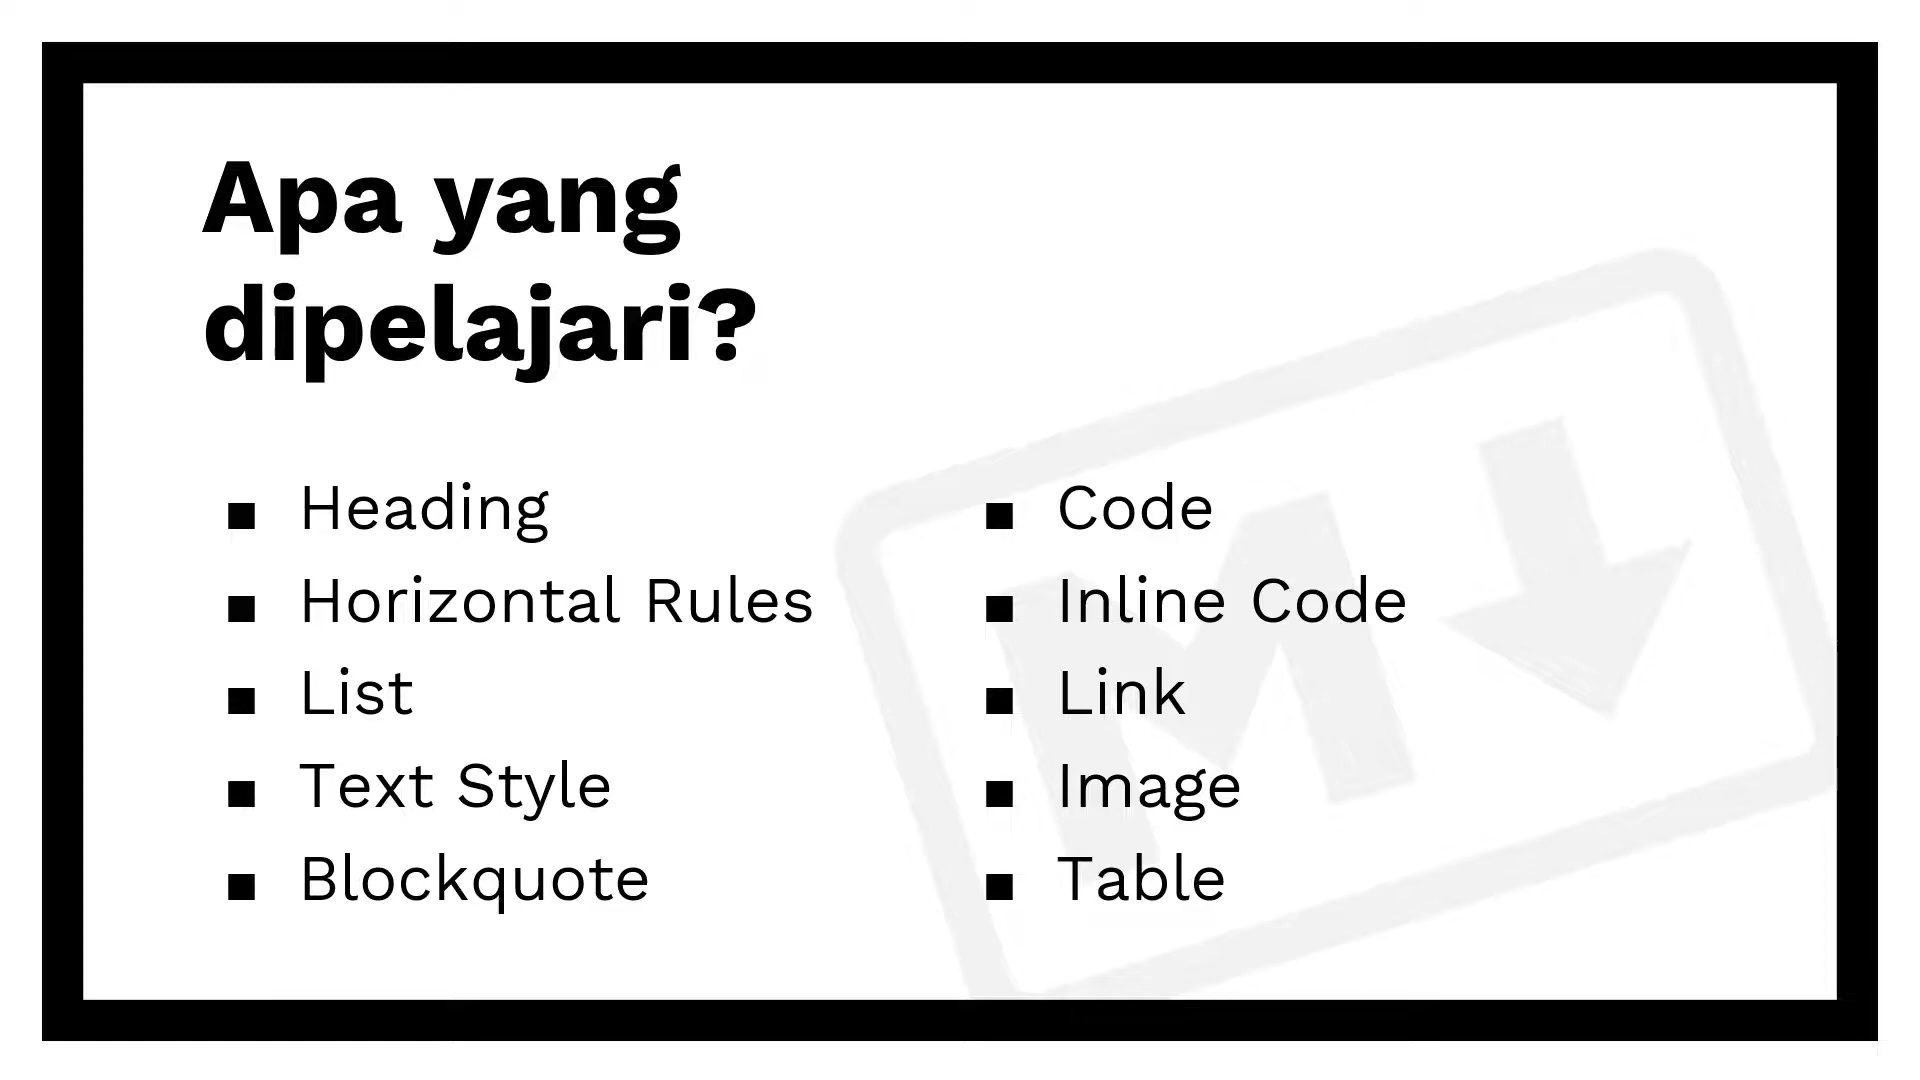 Apa yang
dipelajari?
■ Heading
■ Horizontal Rules
■ List
■ Text Style
■ Blockquote
■ Code
■ Inline Code
■ Link
■ Image
■ Table
M